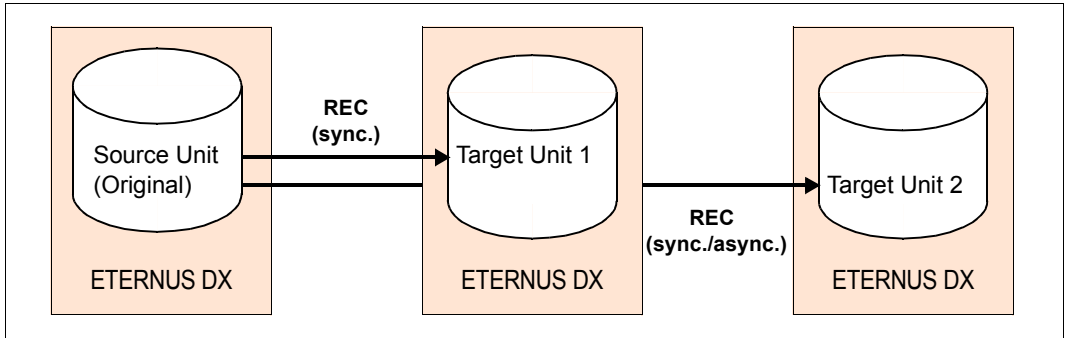 REC
(sync.)
Source Unit
(Original)
Target Unit 1
Target Unit 2
REC
(sync./async.)
ETERNUS DX
ETERNUS DX
ETERNUS DX